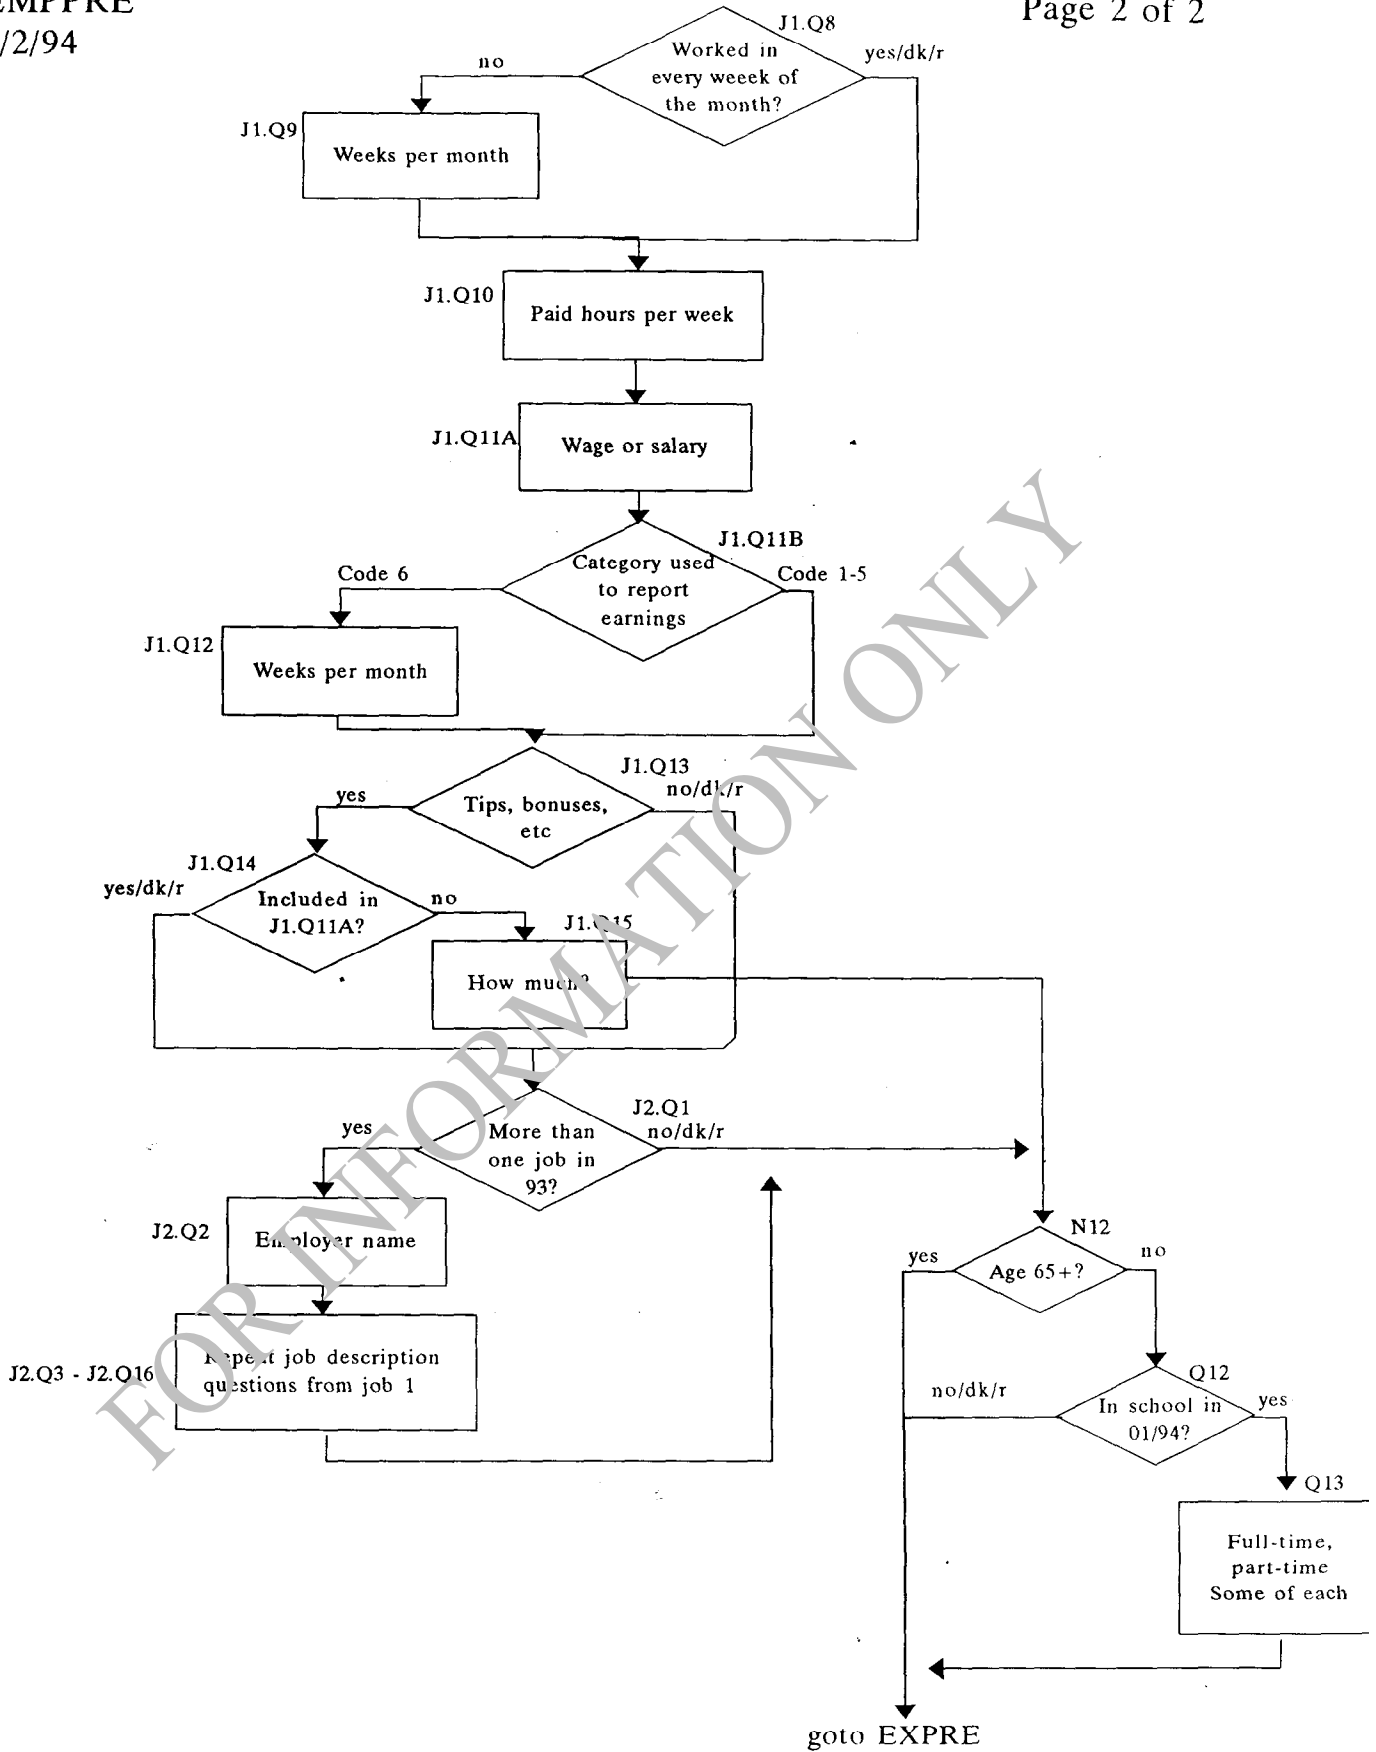 EMPPRE
/2/94
Page 2 of 2
J1.Q8
Worked in
every weeek of
the month?
no
yes/dk/r
J1.Q9
Weeks per month
J1.Q10
Paid hours per week
J1.Q11A
Wage or salary
J1.Q11B
Category used
to report
earnings
Code 6
Code 1-5
J1.Q12
Weeks per month
J1.Q13
Tips, bonuses,
etc
yes
no/dk/r
J1.Q14
Included in
J1.Q11A?
yes/dk/r
no
J1.Q15
How much?
J2.Q1
More than
one job in
93?
yes
no/dk/r
J2.Q2
Employer name
J2.Q3 - J2.Q16
Repeat job description
questions from job 1
N12
Age 65+?
yes
no
Q12
In school in
01/94?
no/dk/r
yes
Q13
Full-time,
part-time
Some of each
goto EXPRE
FOR INFORMATION ONLY